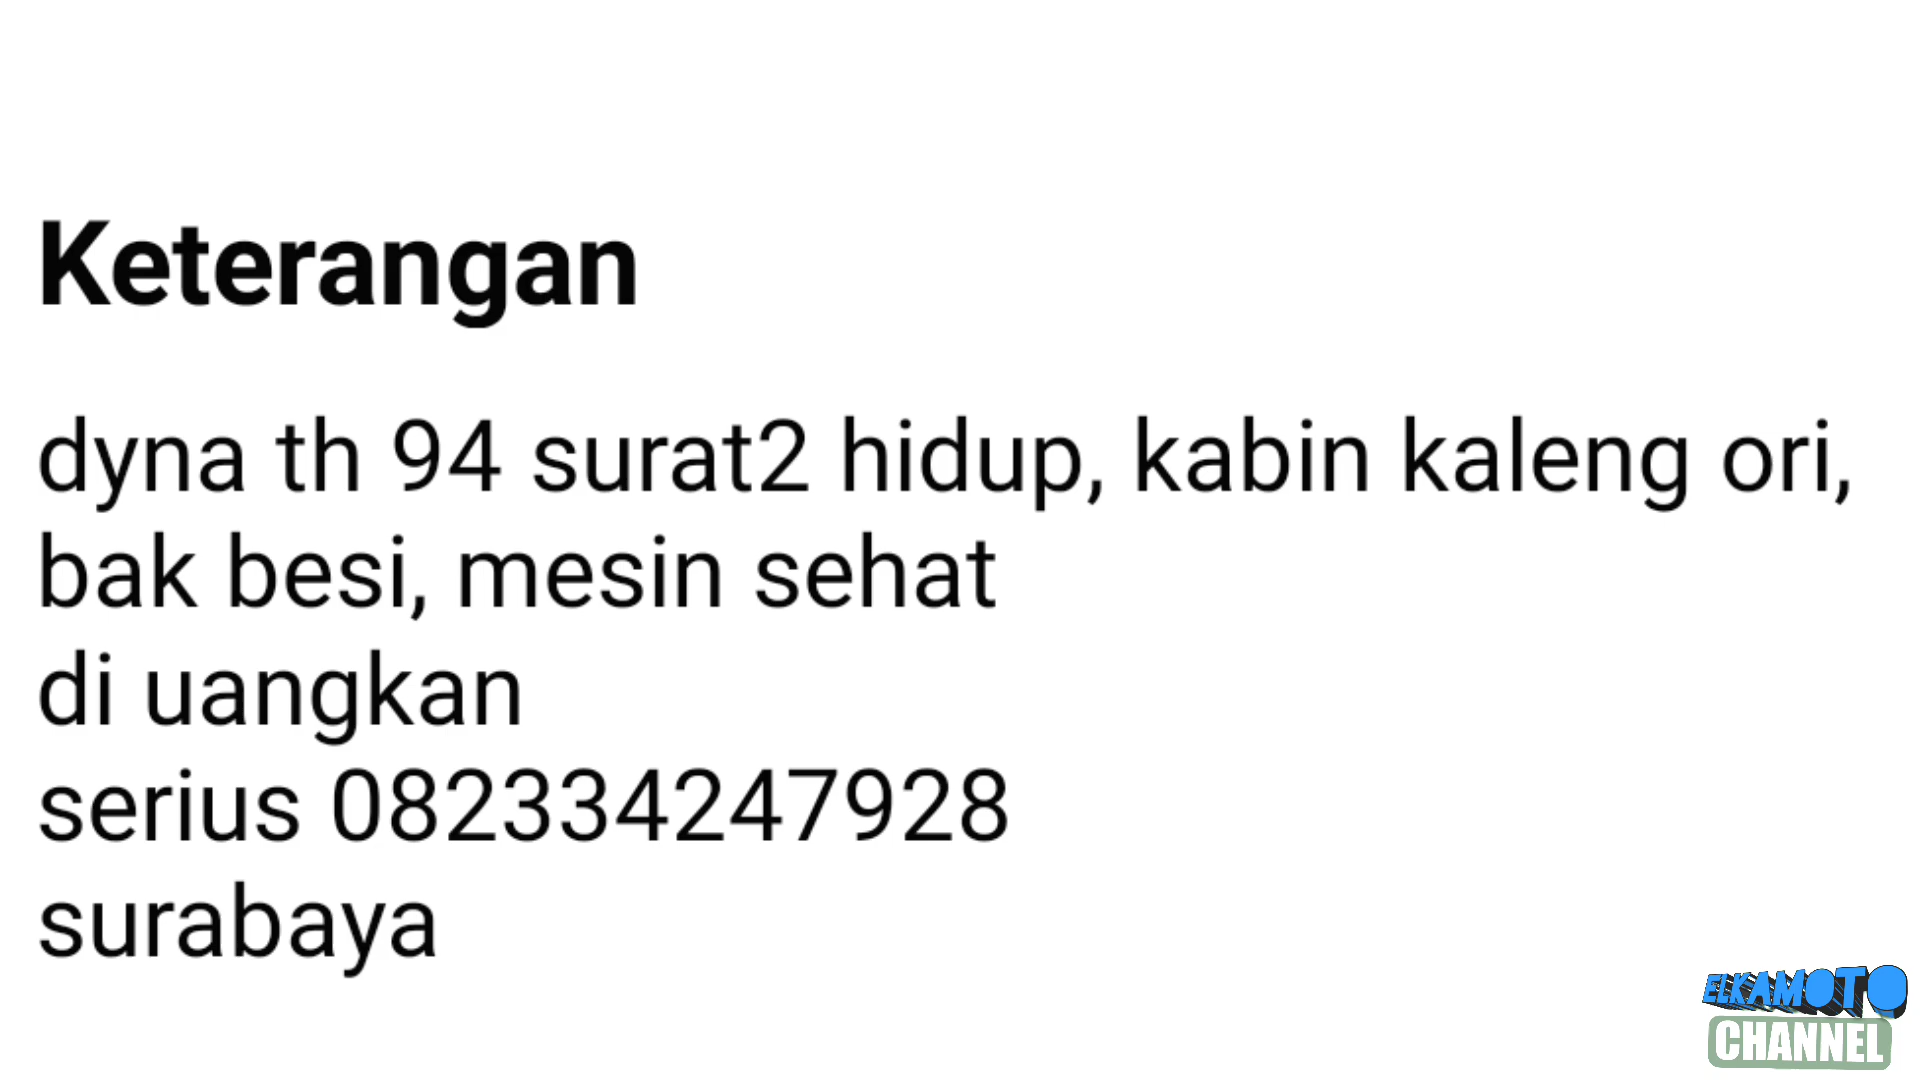 Keterangan
dyna th 94 surat2 hidup, kabin kaleng ori,
bak besi, mesin sehat
di uangkan
serius 082334247928
surabaya
ELKAMOTO
CHANNEL